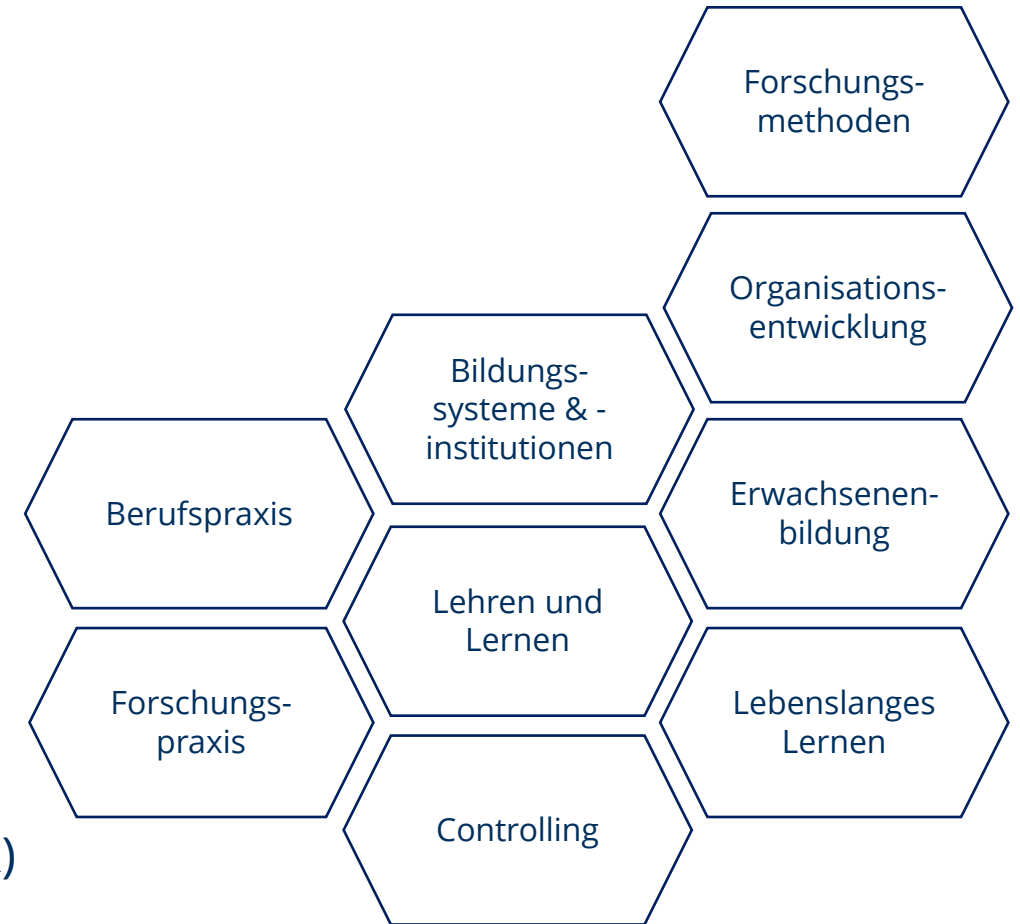 Forschungs-
methoden
Organisations-
entwicklung
Bildungs-
systeme & -
institutionen
Berufspraxis
Erwachsenen-
bildung
Lehren und
Lernen
Forschungs-
praxis
Lebenslanges
Lernen
Controlling
)